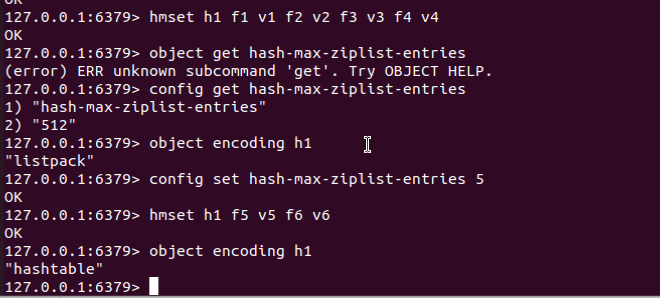 OK
127.0.0.1:6379> hmset h1 f1 v1 f2 v2 f3 v3 f4 v4
OK
127.0.0.1:6379> object get hash-max-ziplist-entries
(error) ERR unknown subcommand 'get'. Try OBJECT HELP.
127.0.0.1:6379> config get hash-max-ziplist-entries
1) "hash-max-ziplist-entries"
2) "512"
127.0.0.1:6379> object encoding h1
"listpack"
127.0.0.1:6379> config set hash-max-ziplist-entries 5
OK
127.0.0.1:6379> hmset h1 f5 v5 f6 v6
OK
127.0.0.1:6379> object encoding h1
"hashtable"
127.0.0.1:6379>